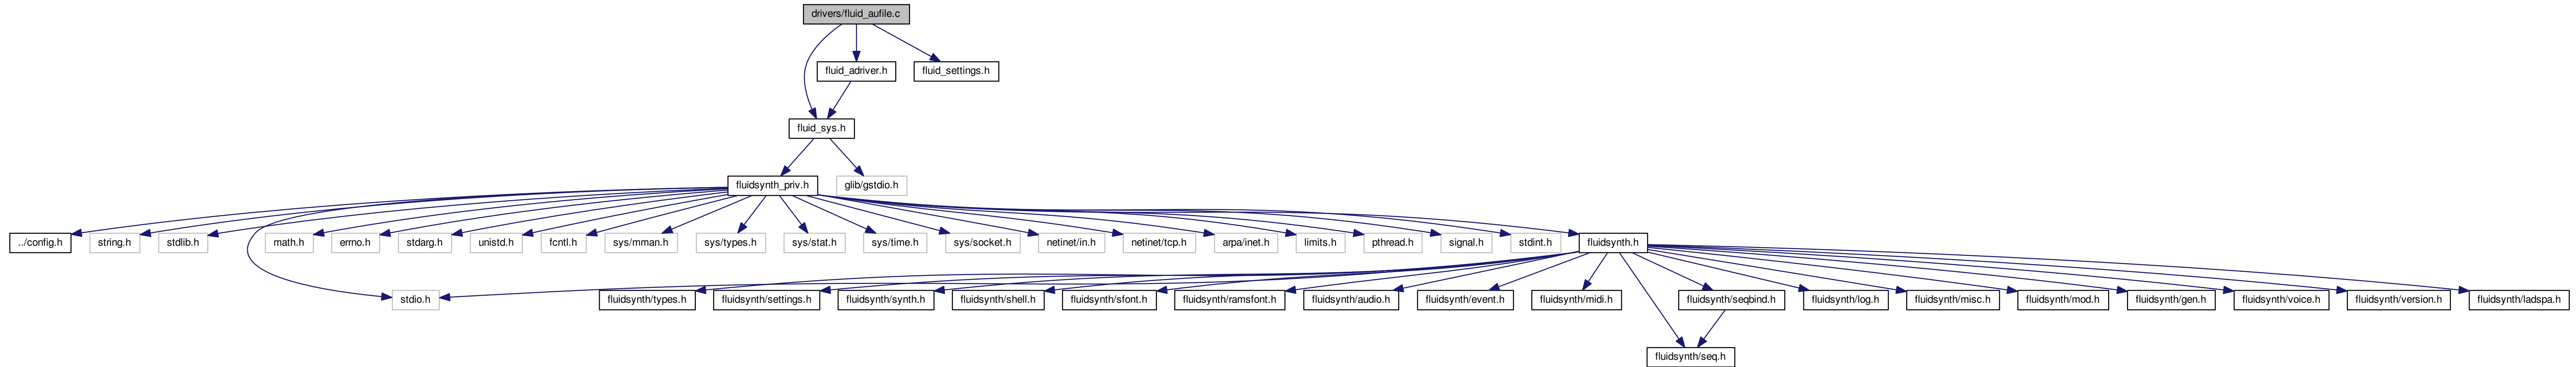 drivers/fluid_aufile.c
fluid_adriver.h
fluid_settings.h
fluid_sys.h
fluidsynth_priv.h
glib/gstdio.h
../config.h
string.h
stdlib.h
math.h
errno.h
stdarg.h
unistd.h
fcntl.h
sys/mman.h
sys/types.h
sys/stat.h
sys/time.h
sys/socket.h
netinet/in.h
netinet/tcp.h
arpa/inet.h
limits.h
pthread.h
signal.h
stdint.h
fluidsynth.h
stdio.h
fluidsynth/types.h
fluidsynth/settings.h
fluidsynth/synth.h
fluidsynth/shell.h
fluidsynth/sfont.h
fluidsynth/ramsfont.h
fluidsynth/audio.h
fluidsynth/event.h
fluidsynth/midi.h
fluidsynth/seqbind.h
fluidsynth/log.h
fluidsynth/misc.h
fluidsynth/mod.h
fluidsynth/gen.h
fluidsynth/voice.h
fluidsynth/version.h
fluidsynth/ladspa.h
fluidsynth/seq.h